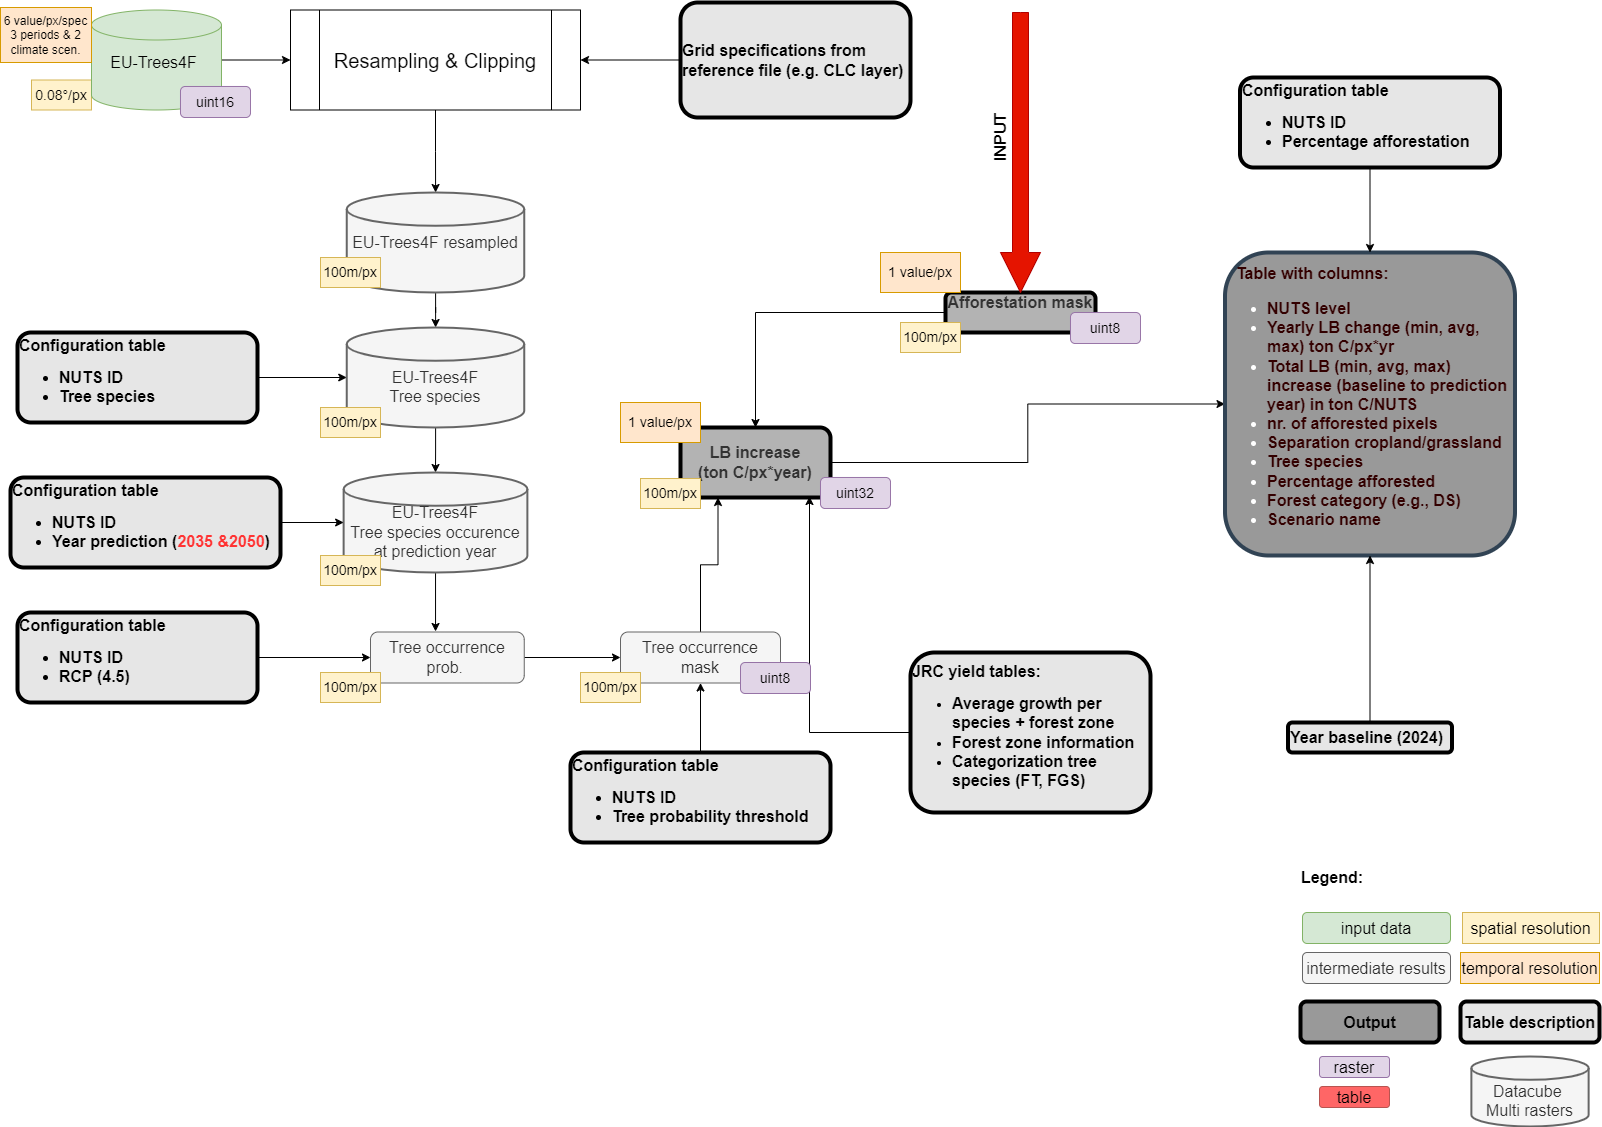 6 value/px/spec
3 periods & 2
climate scen.
EU-Trees4F
0.08°/px
uint16
Resampling & Clipping
Grid specifications from
reference file (e.g. CLC layer)
INPUT
Configuration table
NUTS ID
Percentage afforestation
EU-Trees4F resampled
100m/px
1 value/px
Afforestation mask
100m/px
uint8
Table with columns:
NUTS level
Yearly LB change (min, avg,
max) ton C/px*yr
Total LB (min, avg, max)
increase (baseline to prediction
year) in ton C/NUTS
nr. of afforested pixels
Separation cropland/grassland
Tree species
Percentage afforested
Forest category (e.g., DS)
Scenario name
Configuration table
NUTS ID
Tree species
EU-Trees4F
Tree species
100m/px
1 value/px
LB increase
(ton C/px*year)
100m/px
uint32
Configuration table
NUTS ID
Year prediction (2035 &2050)
EU-Trees4F
Tree species occurence
at prediction year
100m/px
Configuration table
NUTS ID
RCP (4.5)
Tree occurrence
prob.
100m/px
Tree occurrence
mask
100m/px
uint8
JRC yield tables:
Average growth per
species + forest zone
Forest zone information
Categorization tree
species (FT, FGS)
Year baseline (2024)
Configuration table
NUTS ID
Tree probability threshold
Legend:
input data
spatial resolution
intermediate results
temporal resolution
Output
Table description
raster
table
Datacube
Multi rasters